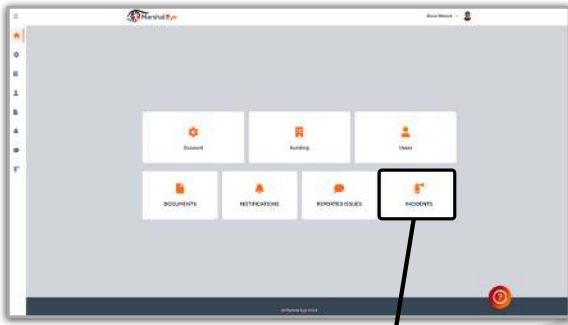 Marshal Eye
Account
Building
Users
DOCUMENTS
NOTIFICATIONS
REPORTED ISSUES
INCIDENTS
?